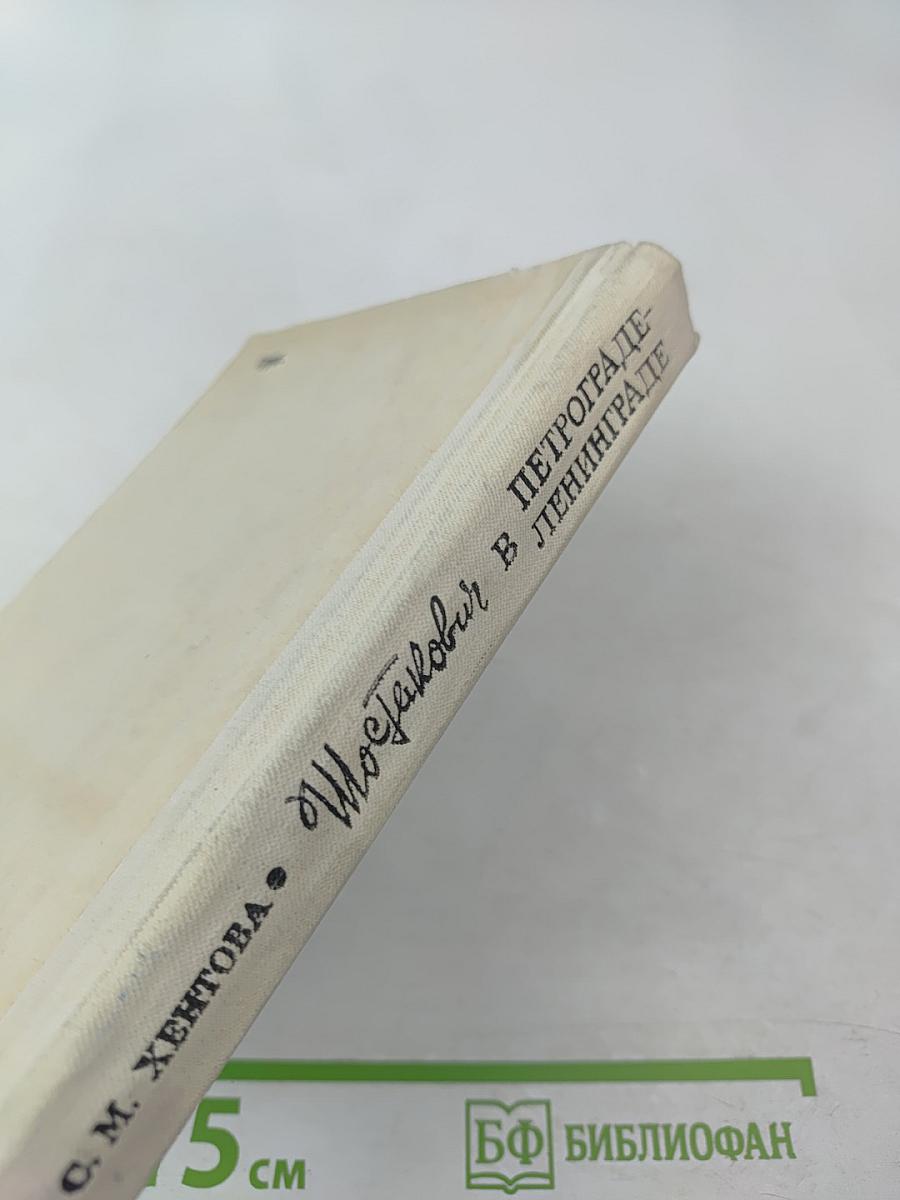 С. М. ХЕНТОВА • Шостакович в ПЕТРОГРАДЕ-
ЛЕНИНГРАДЕ
15 см
БФ БИБЛИОФАН